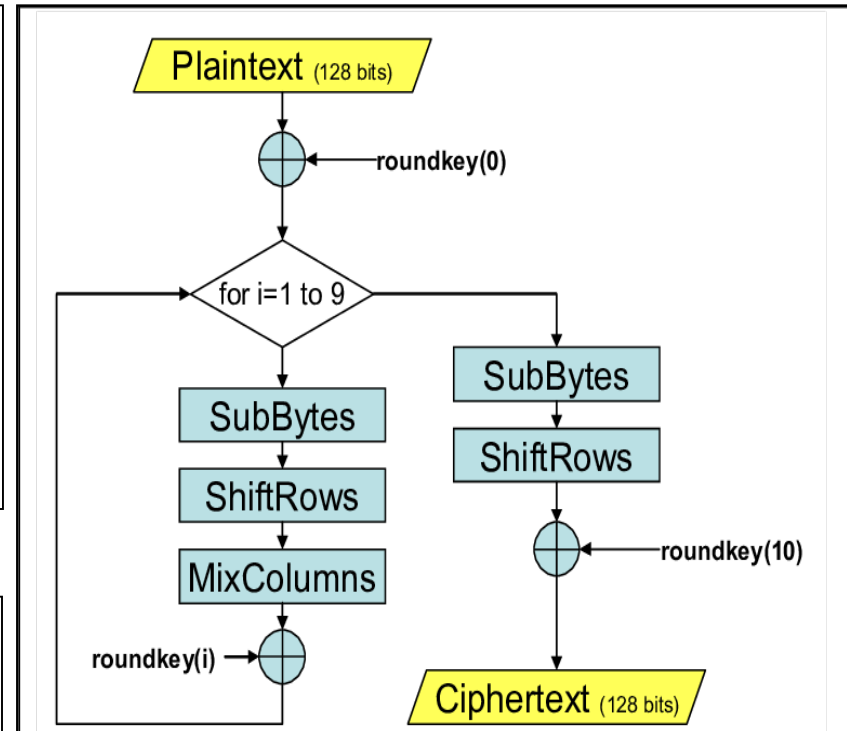 Plaintext (128 bits)
roundkey(0)
for i=1 to 9
SubBytes
ShiftRows
MixColumns
roundkey(i)
SubBytes
ShiftRows
roundkey(10)
Ciphertext (128 bits)